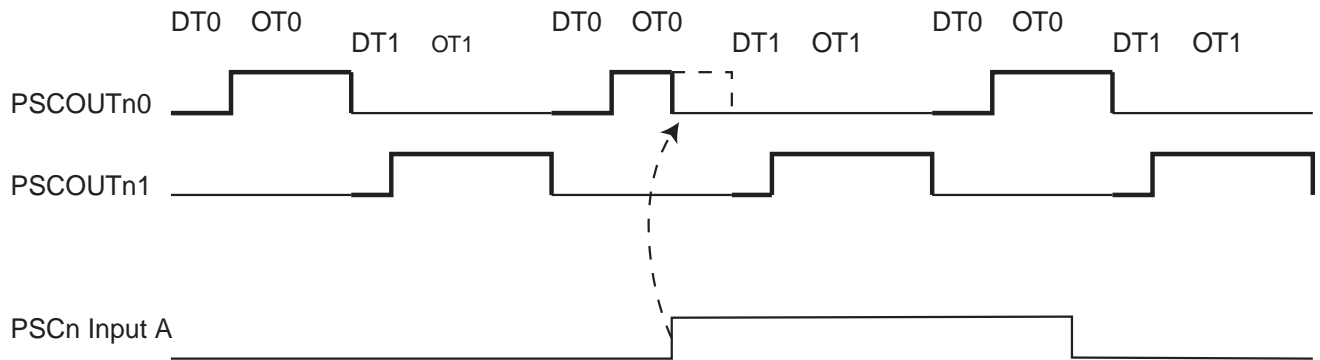 DT0 OT0 DT0 OT0 DT0 OT0
DT1 OT1 DT1 OT1 DT1 OT1
PSCOUTn0
PSCOUTn1
PSCn Input A